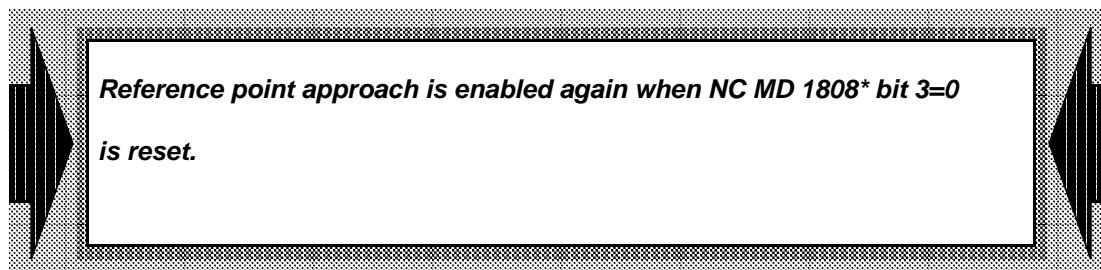 Reference point approach is enabled again when NC MD 1808* bit 3=0
is reset.